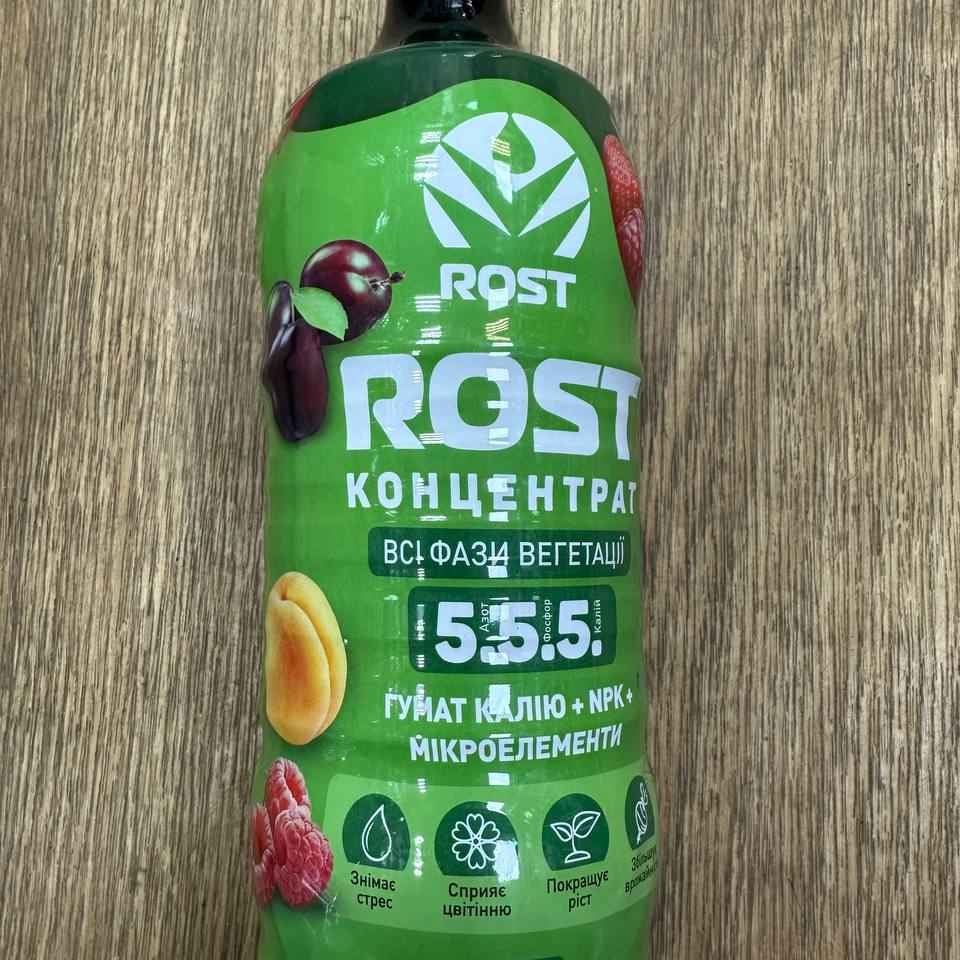 ROST
ROST
КОНЦЕНТРАТ
ВСІ ФАЗИ ВЕГЕТАЦІЇ
5. Азот 5. Фосфор 5. Калій
ГУМАТ КАЛІЮ + NPK +
МІКРОЕЛЕМЕНТИ
Знімає
стрес
Сприяє
цвітінню
Покращує
ріст